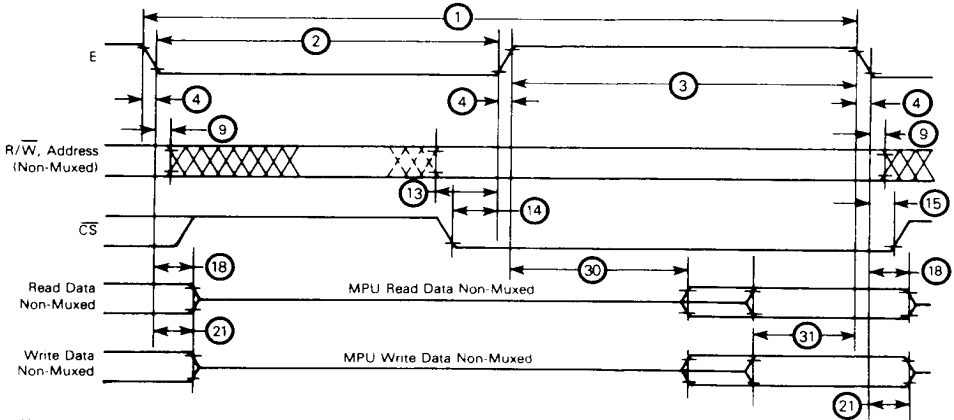 1
2
E
3
4
4
4
9
9
R/W̅, Address
(Non-Muxed)
13
14
15
C̅S̅
18
30
18
Read Data
Non-Muxed
MPU Read Data Non-Muxed
21
31
Write Data
Non-Muxed
MPU Write Data Non-Muxed
21